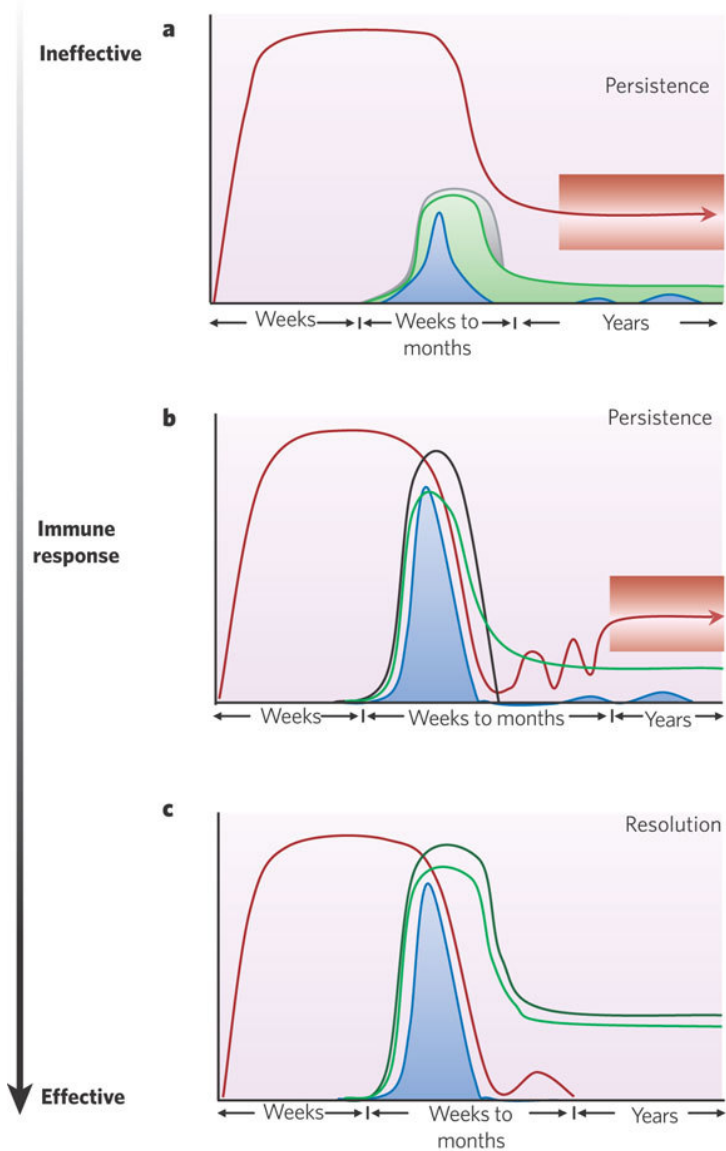 a
Ineffective
Persistence
Weeks
Weeks to
months
Years
b
Persistence
Immune
response
Weeks
Weeks to months
Years
c
Resolution
Effective
Weeks
Weeks to
months
Years